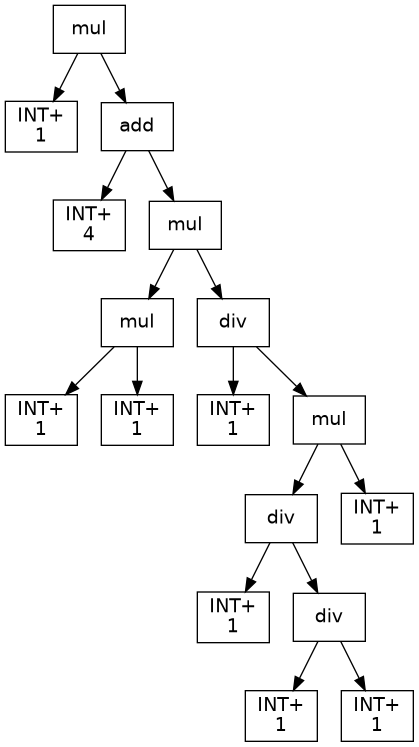 mul
INT+
1
add
INT+
4
mul
mul
div
INT+
1
INT+
1
INT+
1
mul
div
INT+
1
INT+
1
div
INT+
1
INT+
1